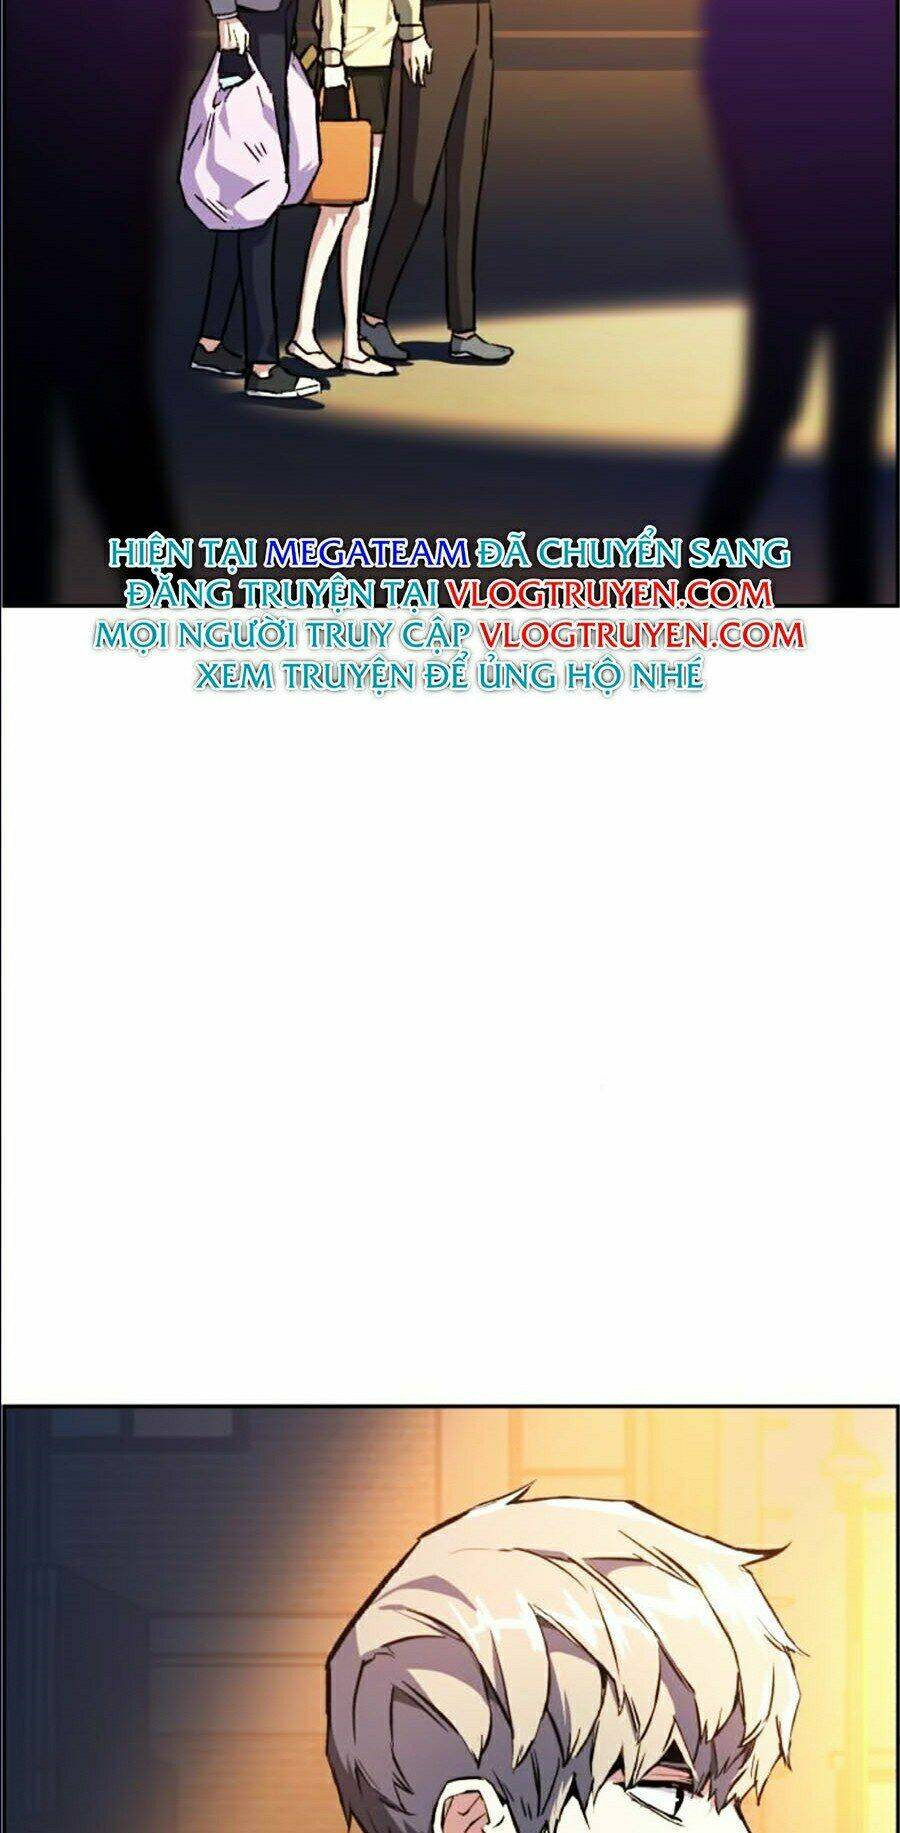 HIỆN TẠI MEGATEAM ĐÃ CHUYỂN SANG
ĐĂNG TRUYỆN TẠI VLOGTRUYEN.COM
MỌI NGƯỜI TRUY CẬP VLOGTRUYEN.COM
XEM TRUYỆN ĐỂ ỦNG HỘ NHÉ